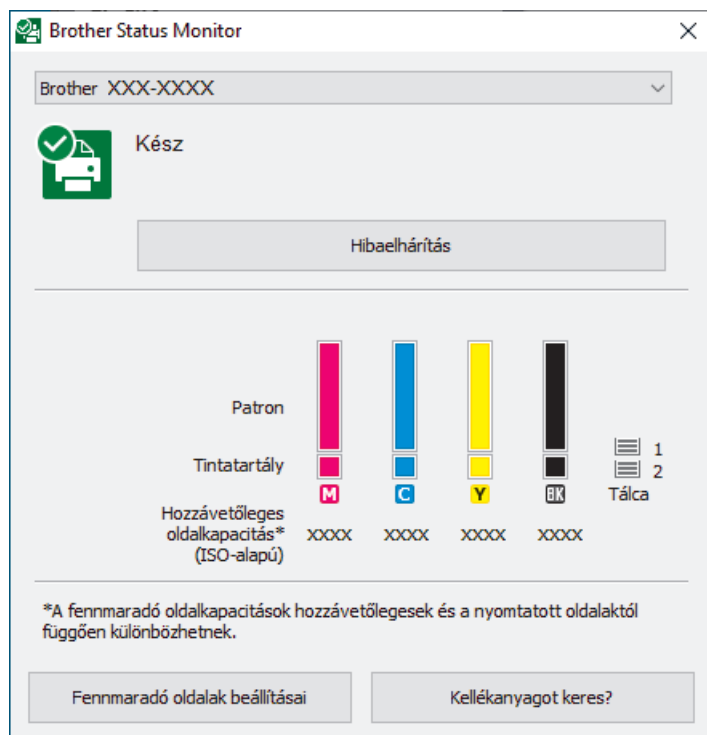 Brother Status Monitor
Brother XXX-XXXX
Kész
Hibaelhárítás
Patron
1
Tintatartály
2
M C Y BK
Tálca
Hozzávetőleges
oldalkapacitás* XXXX XXXX XXXX XXXX
(ISO-alapú)
*A fennmaradó oldalkapacitások hozzávetőlegesek és a nyomtatott oldalaktól
függően különbözhetnek.
Fennmaradó oldalak beállításai
Kellékanyagot keres?